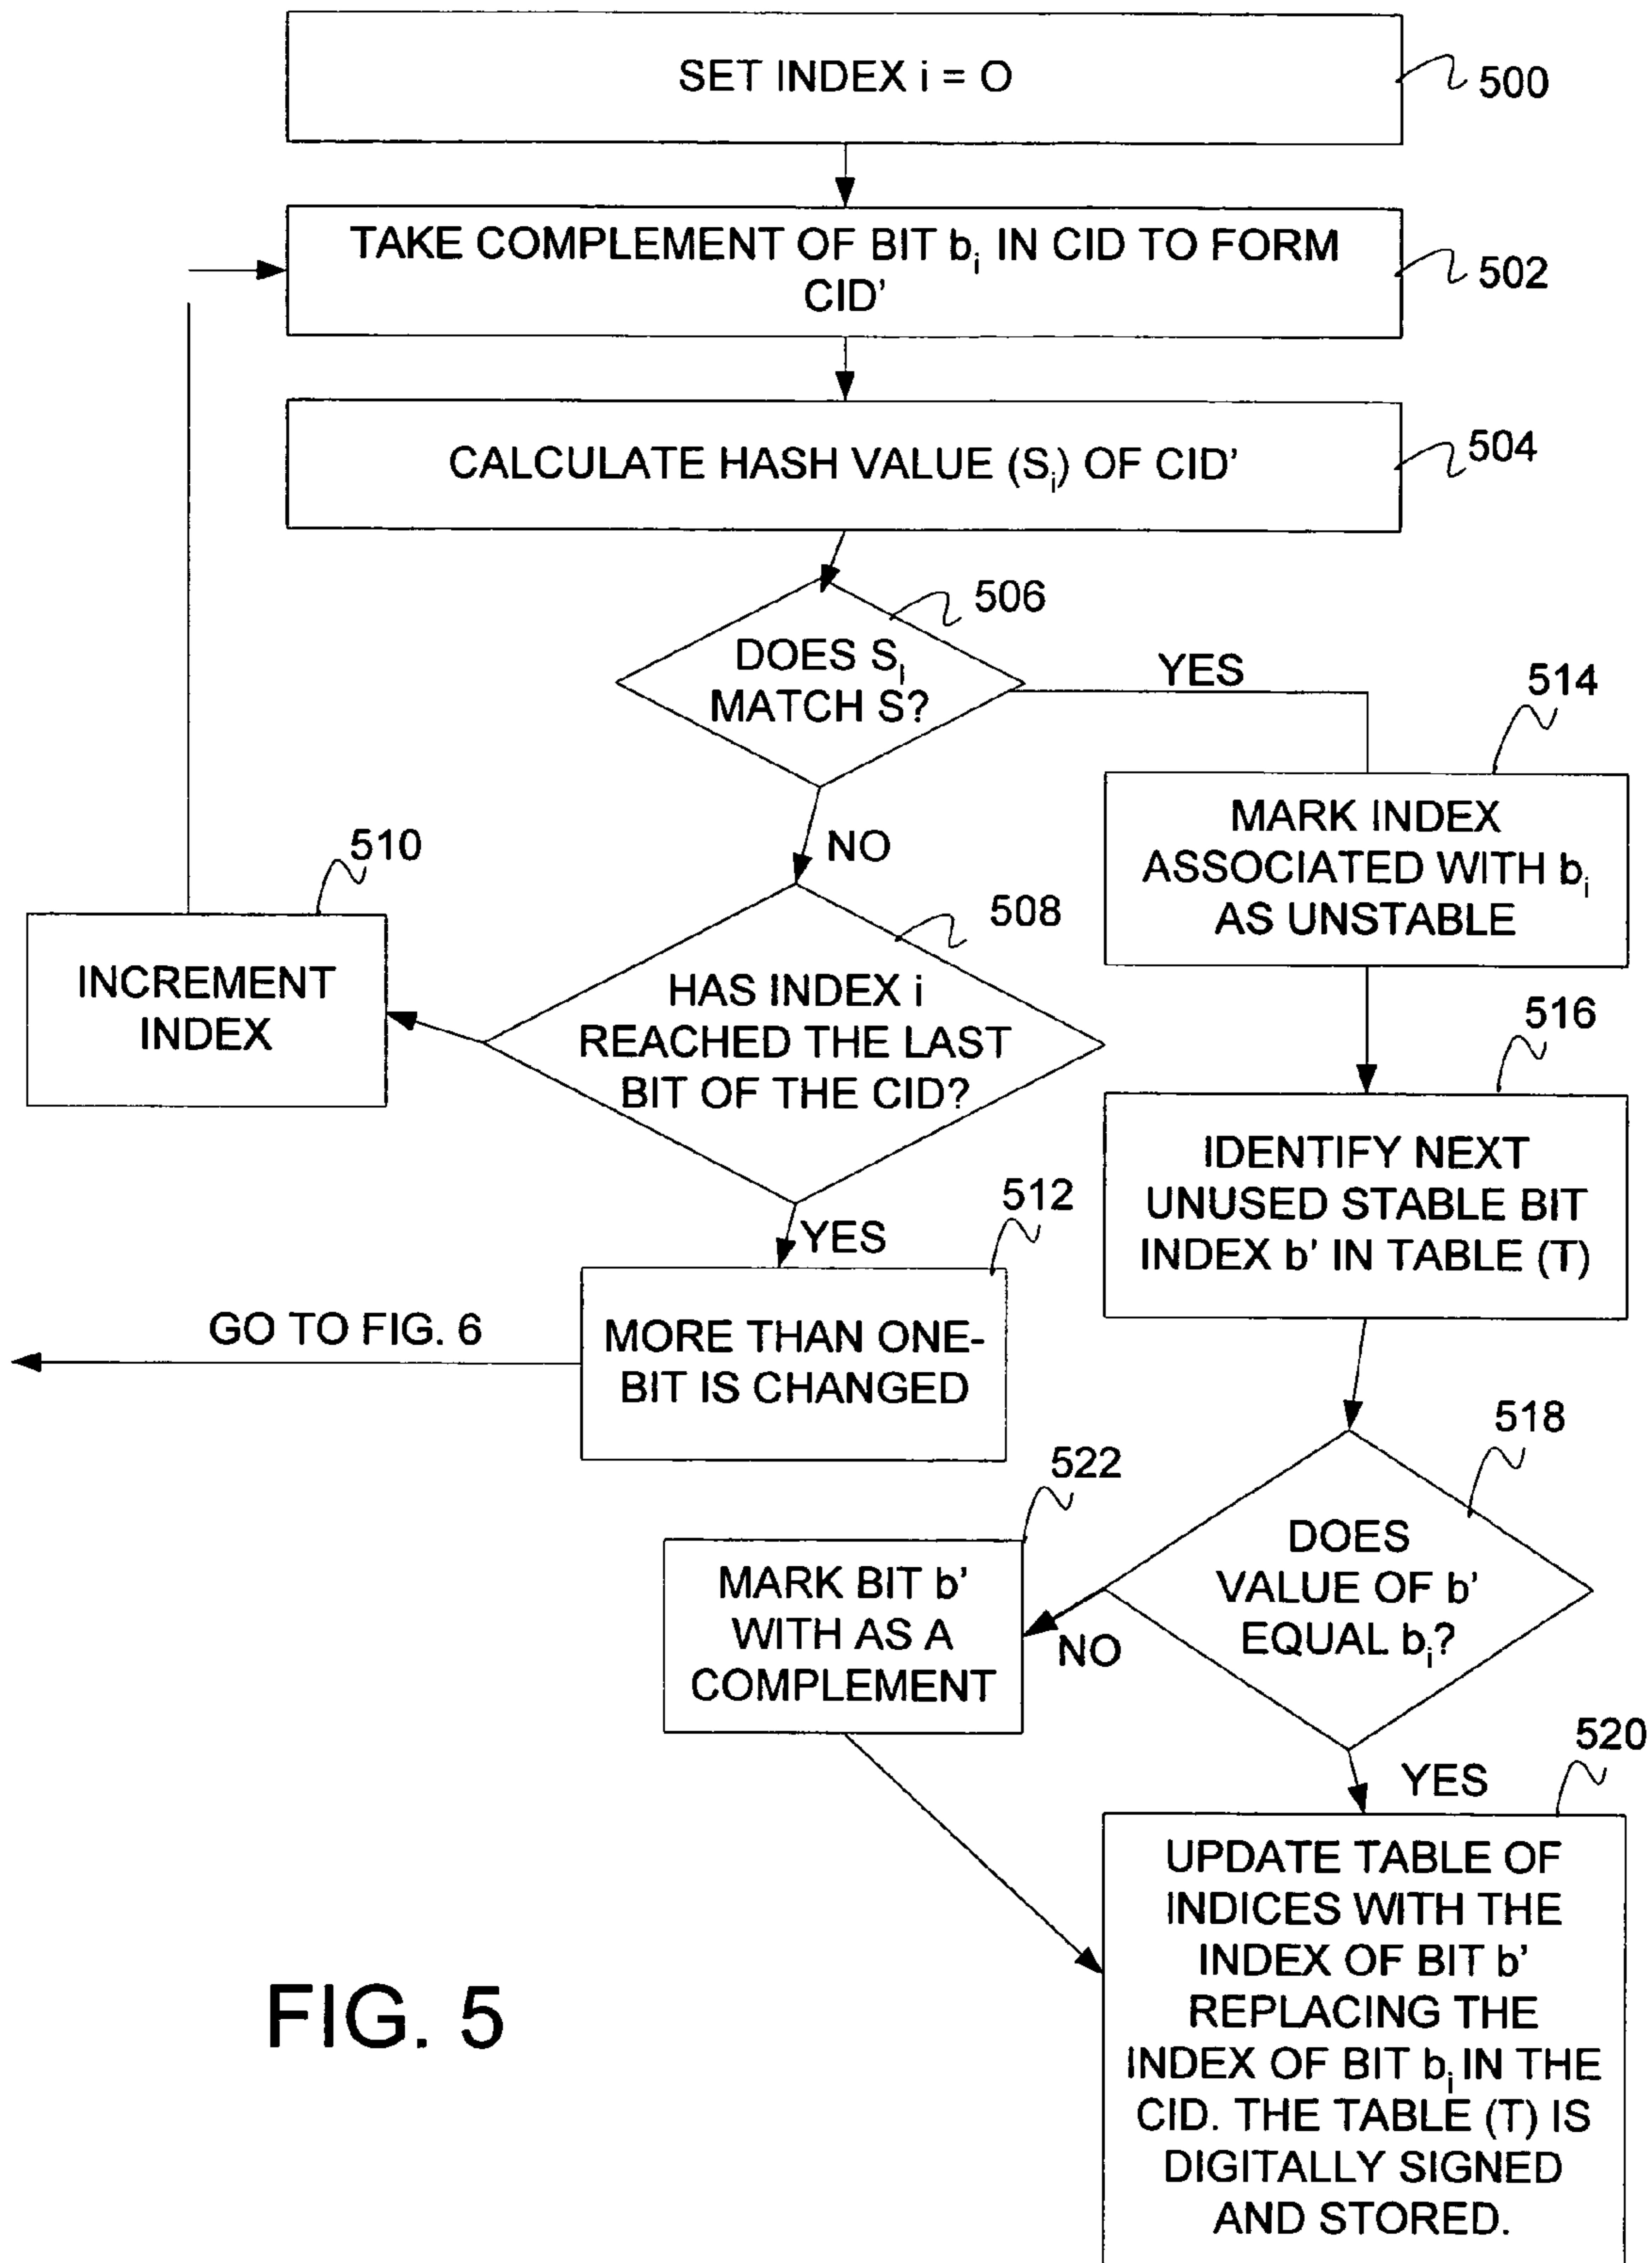 SET INDEX i = O
500
TAKE COMPLEMENT OF BIT bi IN CID TO FORM
CID'
502
CALCULATE HASH VALUE (Si) OF CID'
504
506
DOES Si
MATCH S?
YES
514
MARK INDEX
ASSOCIATED WITH bi
AS UNSTABLE
NO
510
INCREMENT
INDEX
508
HAS INDEX i
REACHED THE LAST
BIT OF THE CID?
516
IDENTIFY NEXT
UNUSED STABLE BIT
INDEX b' IN TABLE (T)
YES
512
MORE THAN ONE-
BIT IS CHANGED
GO TO FIG. 6
518
DOES
VALUE OF b'
EQUAL bi?
522
MARK BIT b'
WITH AS A
COMPLEMENT
NO
YES
520
UPDATE TABLE OF
INDICES WITH THE
INDEX OF BIT b'
REPLACING THE
INDEX OF BIT bi IN THE
CID. THE TABLE (T) IS
DIGITALLY SIGNED
AND STORED.
FIG. 5